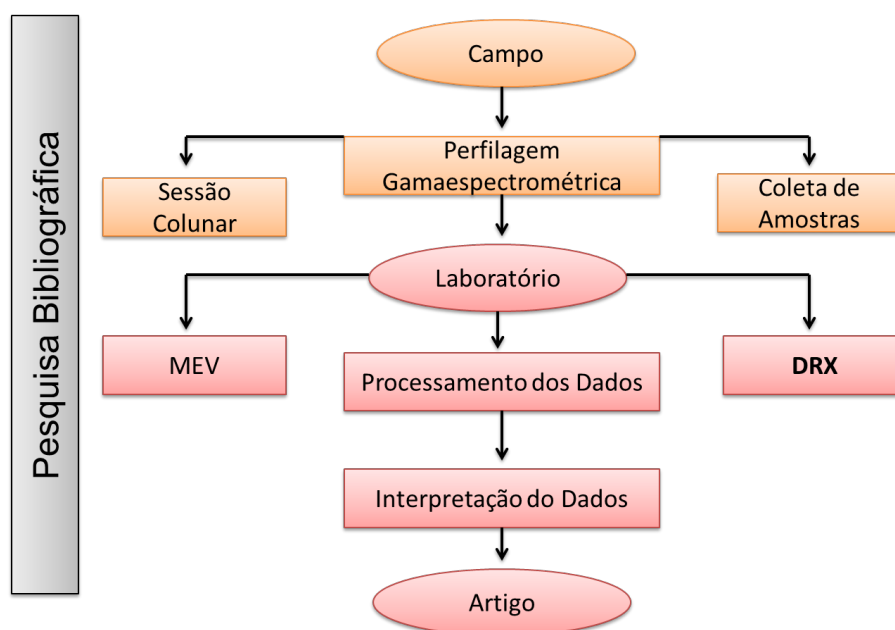 Pesquisa Bibliográfica
Campo
Perfilagem
Gamaespectrométrica
Sessão
Colunar
Coleta de
Amostras
Laboratório
MEV
Processamento dos Dados
DRX
Interpretação do Dados
Artigo